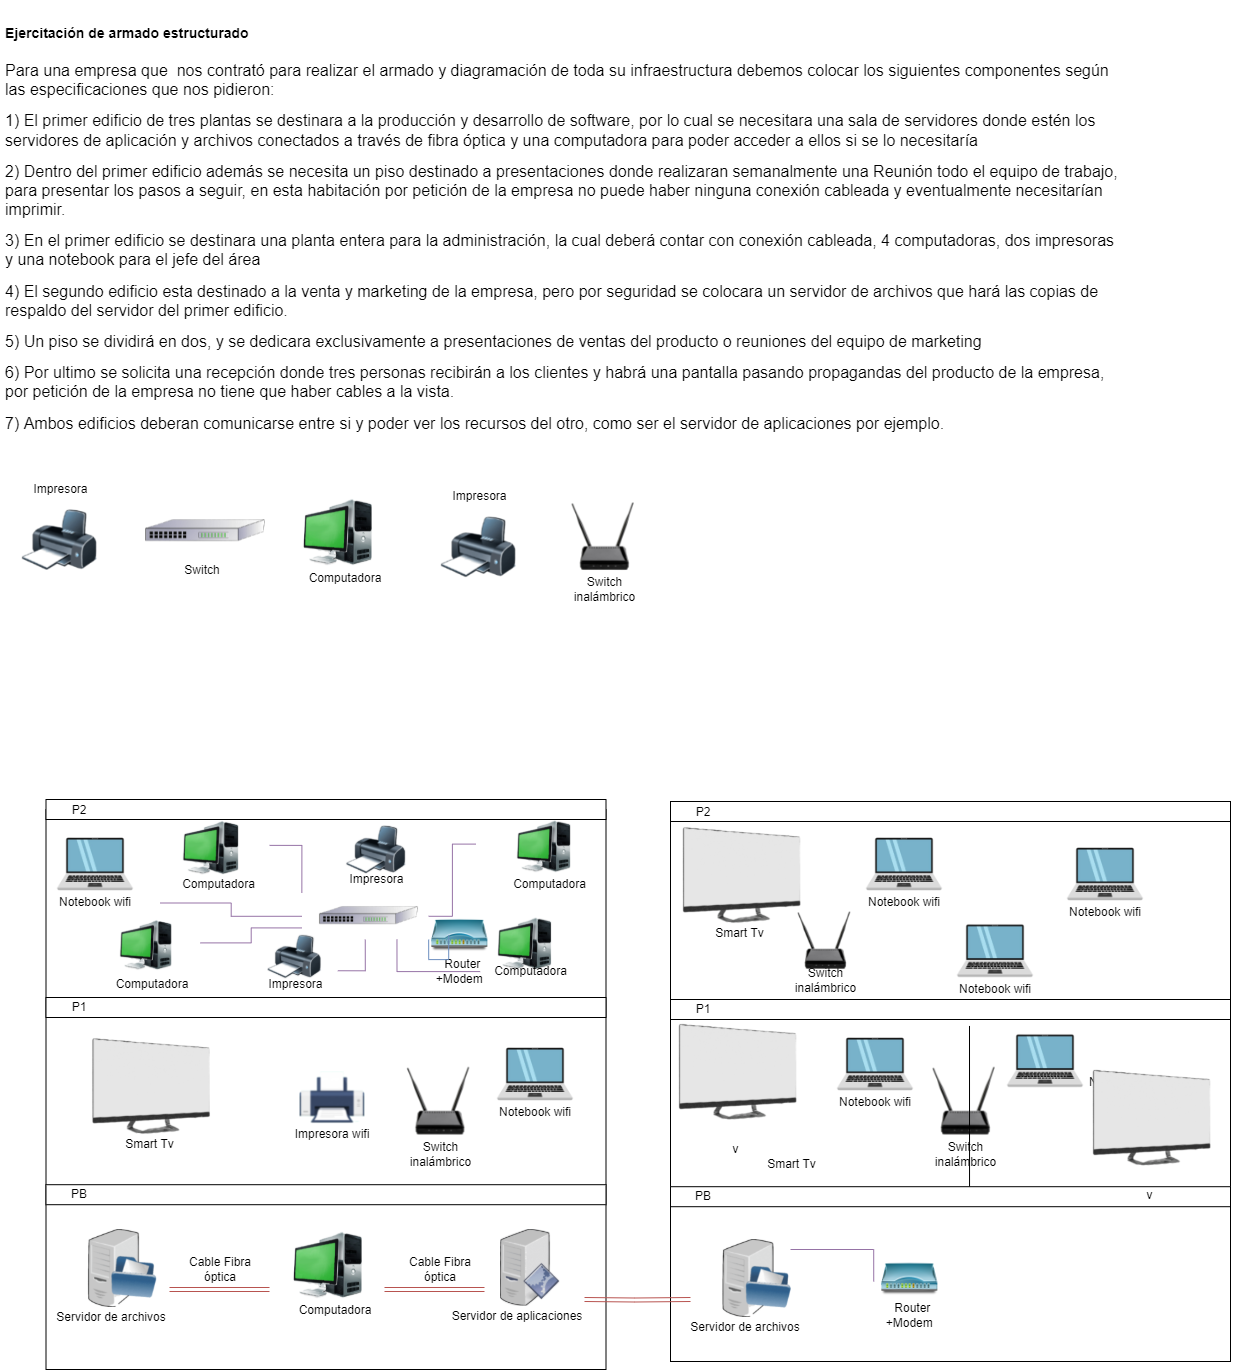 Ejercitación de armado estructurado
Para una empresa que  nos contrató para realizar el armado y diagramación de toda su infraestructura debemos colocar los siguientes componentes según
las especificaciones que nos pidieron:
1) El primer edificio de tres plantas se destinara a la producción y desarrollo de software, por lo cual se necesitara una sala de servidores donde estén los
servidores de aplicación y archivos conectados a través de fibra óptica y una computadora para poder acceder a ellos si se lo necesitaría
2) Dentro del primer edificio además se necesita un piso destinado a presentaciones donde realizaran semanalmente una Reunión todo el equipo de trabajo,
para presentar los pasos a seguir, en esta habitación por petición de la empresa no puede haber ninguna conexión cableada y eventualmente necesitarían
imprimir.
3) En el primer edificio se destinara una planta entera para la administración, la cual deberá contar con conexión cableada, 4 computadoras, dos impresoras
y una notebook para el jefe del área
4) El segundo edificio esta destinado a la venta y marketing de la empresa, pero por seguridad se colocara un servidor de archivos que hará las copias de
respaldo del servidor del primer edificio.
5) Un piso se dividirá en dos, y se dedicara exclusivamente a presentaciones de ventas del producto o reuniones del equipo de marketing
6) Por ultimo se solicita una recepción donde tres personas recibirán a los clientes y habrá una pantalla pasando propagandas del producto de la empresa,
por petición de la empresa no tiene que haber cables a la vista.
7) Ambos edificios deberan comunicarse entre si y poder ver los recursos del otro, como ser el servidor de aplicaciones por ejemplo.
Impresora
Switch
Computadora
Impresora
Switch
inalámbrico
P2
Notebook wifi
Computadora
Impresora
Computadora
Computadora
Impresora
Router
+Modem
Computadora
P1
Smart Tv
Impresora wifi
Switch
inalámbrico
Notebook wifi
PB
Servidor de archivos
Cable Fibra
óptica
Computadora
Cable Fibra
óptica
Servidor de aplicaciones
P2
Smart Tv
Switch
inalámbrico
Notebook wifi
Notebook wifi
Notebook wifi
P1
v
Smart Tv
Notebook wifi
Switch
inalámbrico
PB
v
Servidor de archivos
Router
+Modem